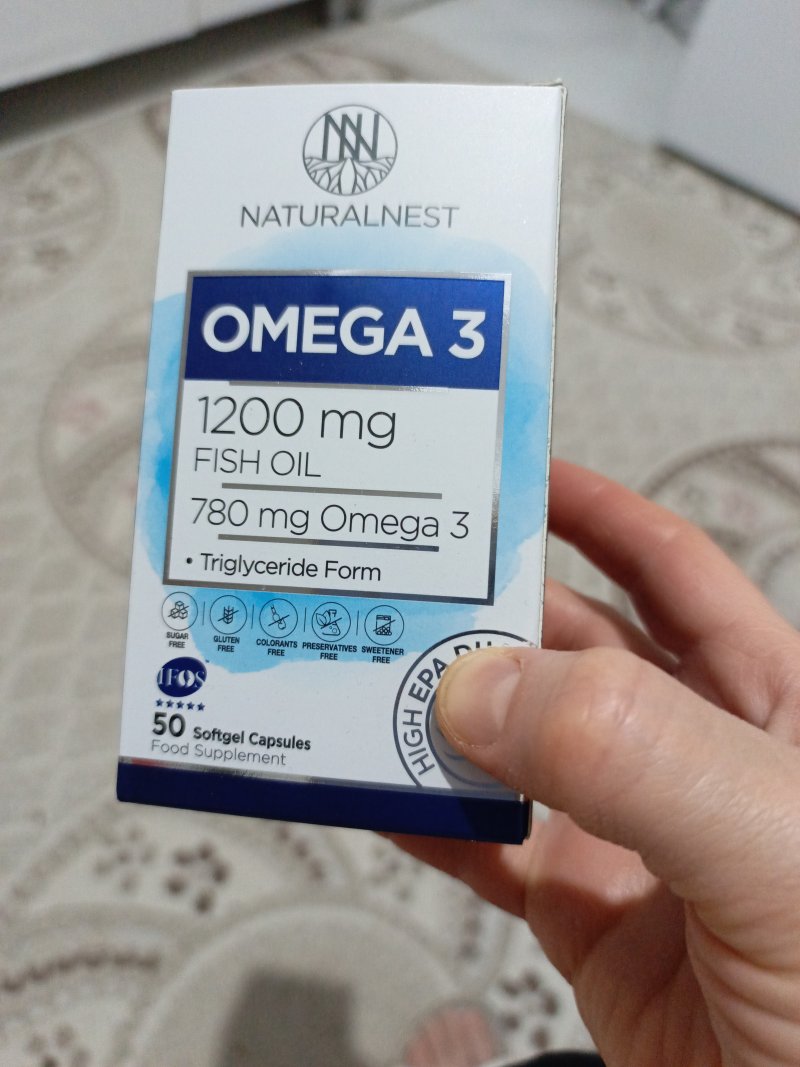 NATURALNEST
OMEGA 3
1200 mg
FISH OIL
780 mg Omega 3
• Triglyceride Form
SUGAR FREE
GLUTEN FREE
COLORANTS FREE
PRESERVATIVES FREE
SWEETENER FREE
IFOS
50 Softgel Capsules
Food Supplement
HIGH EPA